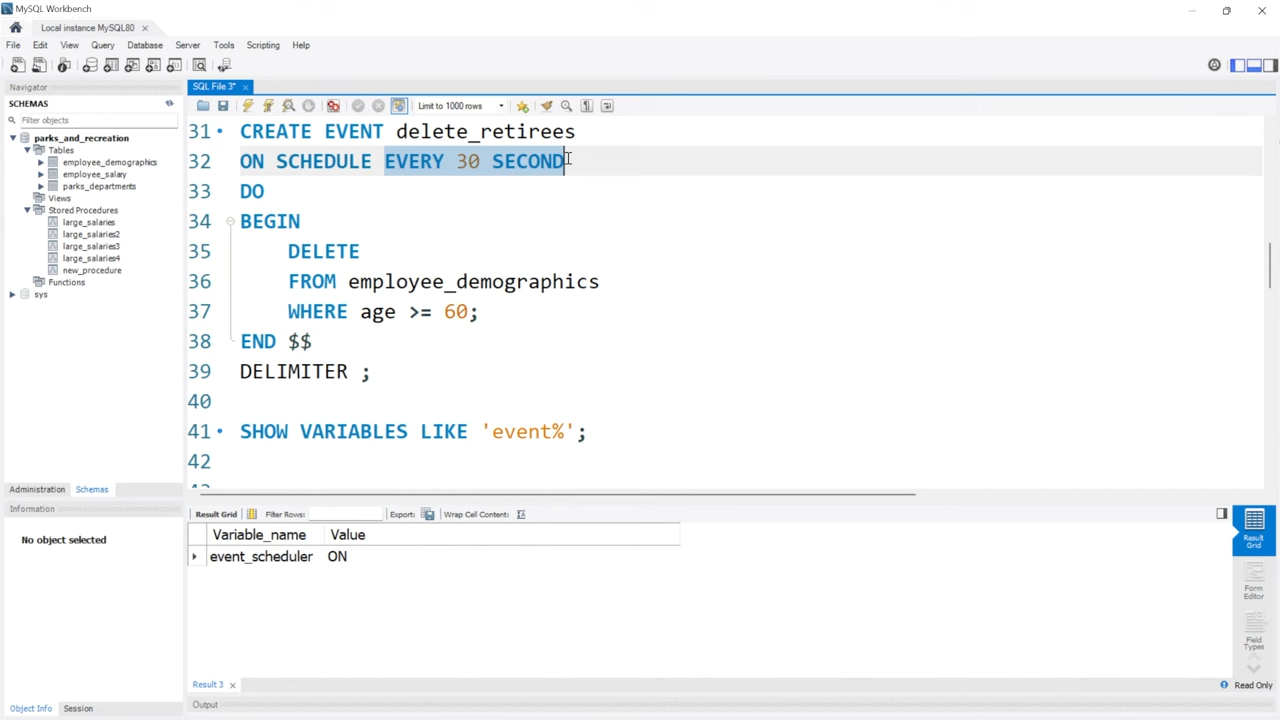 MySQL Workbench
Local instance MySQL80
File Edit View Query Database Server Tools Scripting Help
Navigator
SCHEMAS
Filter objects
parks_and_recreation
Tables
employee_demographics
employee_salary
parks_departments
Views
Stored Procedures
large_salaries
large_salaries2
large_salaries3
large_salaries4
new_procedure
Functions
sys
Administration Schemas
Information
No object selected
Object Info Session
SQL File 3*
Limit to 1000 rows
31 CREATE EVENT delete_retirees
32 ON SCHEDULE EVERY 30 SECOND
33 DO
34 BEGIN
35 DELETE
36 FROM employee_demographics
37 WHERE age >= 60;
38 END $$
39 DELIMITER ;
40
41 SHOW VARIABLES LIKE 'event%';
42
Result Grid Filter Rows: Export: Wrap Cell Contents:
Variable_name Value
event_scheduler ON
Result Grid
Form Editor
Field Types
Result 3
Read Only
Output